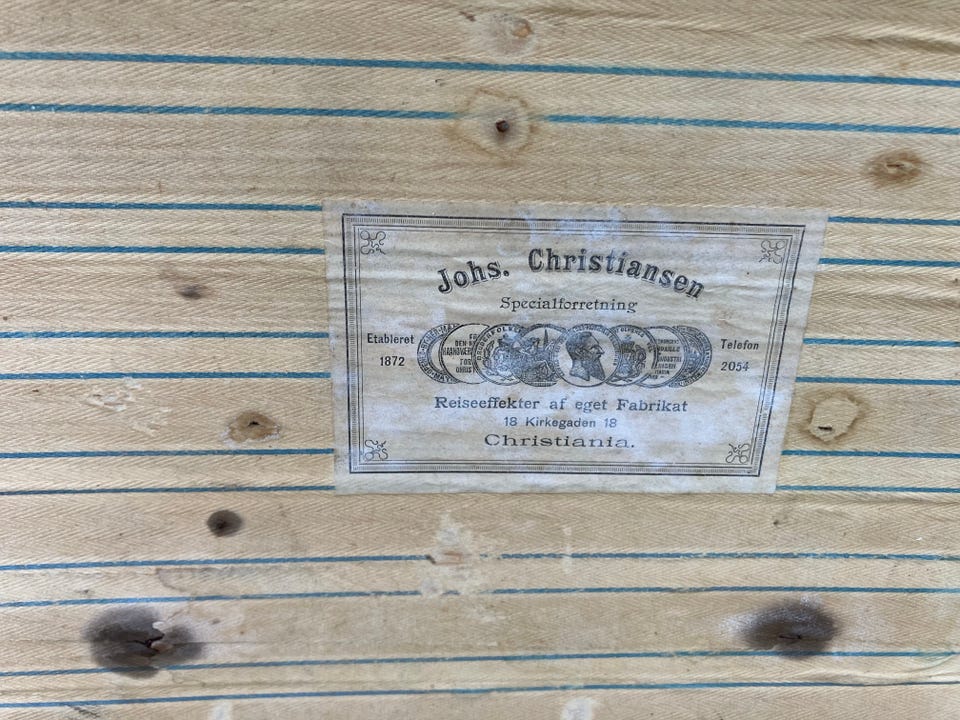 Johs. Christiansen
Specialforretning
Etableret
1872
Telefon
2054
Reiseeffekter af eget Fabrikat
18 Kirkegaden 18
Christiania.